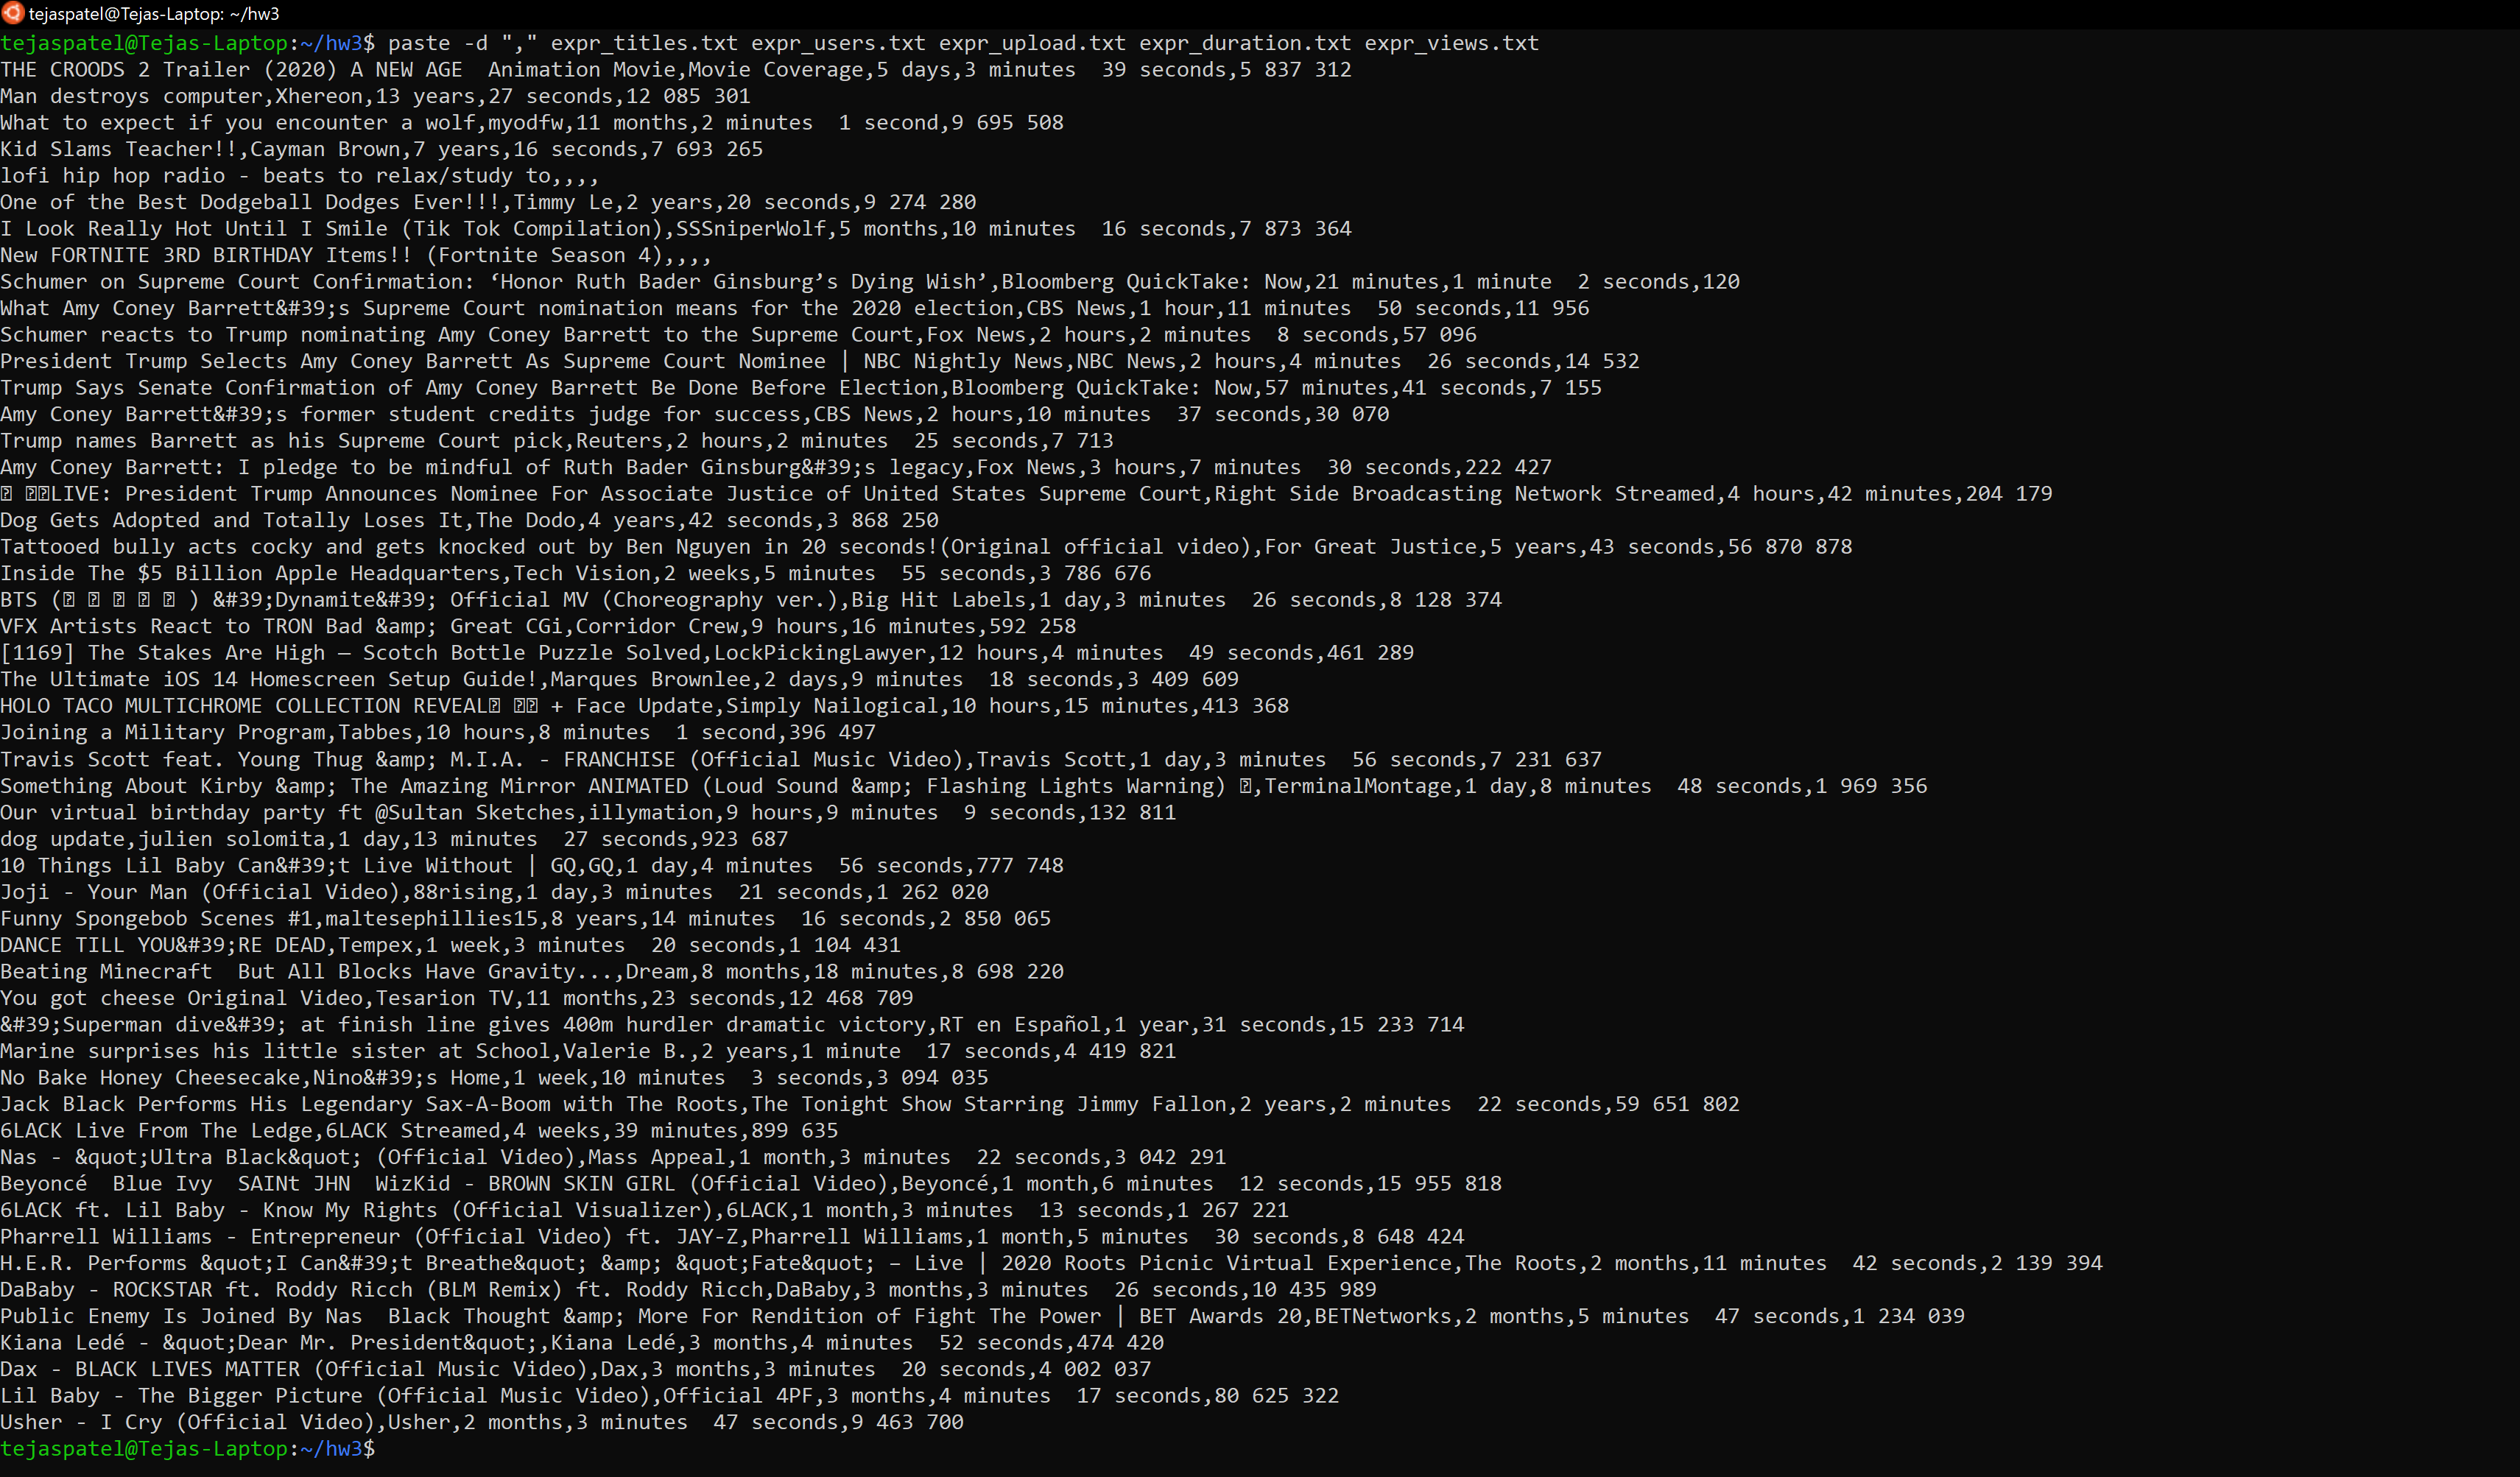 tejaspatel@Tejas-Laptop: ~/hw3
tejaspatel@Tejas-Laptop:~/hw3$ paste -d "," expr_titles.txt expr_users.txt expr_upload.txt expr_duration.txt expr_views.txt
THE CROODS 2 Trailer (2020) A NEW AGE  Animation Movie,Movie Coverage,5 days,3 minutes  39 seconds,5 837 312
Man destroys computer,Xhereon,13 years,27 seconds,12 085 301
What to expect if you encounter a wolf,myodfw,11 months,2 minutes  1 second,9 695 508
Kid Slams Teacher!!,Cayman Brown,7 years,16 seconds,7 693 265
lofi hip hop radio - beats to relax/study to,,,,
One of the Best Dodgeball Dodges Ever!!!,Timmy Le,2 years,20 seconds,9 274 280
I Look Really Hot Until I Smile (Tik Tok Compilation),SSSniperWolf,5 months,10 minutes  16 seconds,7 873 364
New FORTNITE 3RD BIRTHDAY Items!! (Fortnite Season 4),,,,
Schumer on Supreme Court Confirmation: ‘Honor Ruth Bader Ginsburg’s Dying Wish’,Bloomberg QuickTake: Now,21 minutes,1 minute  2 seconds,120
What Amy Coney Barrett&#39;s Supreme Court nomination means for the 2020 election,CBS News,1 hour,11 minutes  50 seconds,11 956
Schumer reacts to Trump nominating Amy Coney Barrett to the Supreme Court,Fox News,2 hours,2 minutes  8 seconds,57 096
President Trump Selects Amy Coney Barrett As Supreme Court Nominee | NBC Nightly News,NBC News,2 hours,4 minutes  26 seconds,14 532
Trump Says Senate Confirmation of Amy Coney Barrett Be Done Before Election,Bloomberg QuickTake: Now,57 minutes,41 seconds,7 155
Amy Coney Barrett&#39;s former student credits judge for success,CBS News,2 hours,10 minutes  37 seconds,30 070
Trump names Barrett as his Supreme Court pick,Reuters,2 hours,2 minutes  25 seconds,7 713
Amy Coney Barrett: I pledge to be mindful of Ruth Bader Ginsburg&#39;s legacy,Fox News,3 hours,7 minutes  30 seconds,222 427
LIVE: President Trump Announces Nominee For Associate Justice of United States Supreme Court,Right Side Broadcasting Network Streamed,4 hours,42 minutes,204 179
Dog Gets Adopted and Totally Loses It,The Dodo,4 years,42 seconds,3 868 250
Tattooed bully acts cocky and gets knocked out by Ben Nguyen in 20 seconds!(Original official video),For Great Justice,5 years,43 seconds,56 870 878
Inside The $5 Billion Apple Headquarters,Tech Vision,2 weeks,5 minutes  55 seconds,3 786 676
BTS ( ) &#39;Dynamite&#39; Official MV (Choreography ver.),Big Hit Labels,1 day,3 minutes  26 seconds,8 128 374
VFX Artists React to TRON Bad &amp; Great CGi,Corridor Crew,9 hours,16 minutes,592 258
[1169] The Stakes Are High — Scotch Bottle Puzzle Solved,LockPickingLawyer,12 hours,4 minutes  49 seconds,461 289
The Ultimate iOS 14 Homescreen Setup Guide!,Marques Brownlee,2 days,9 minutes  18 seconds,3 409 609
HOLO TACO MULTICHROME COLLECTION REVEAL + Face Update,Simply Nailogical,10 hours,15 minutes,413 368
Joining a Military Program,Tabbes,10 hours,8 minutes  1 second,396 497
Travis Scott feat. Young Thug &amp; M.I.A. - FRANCHISE (Official Music Video),Travis Scott,1 day,3 minutes  56 seconds,7 231 637
Something About Kirby &amp; The Amazing Mirror ANIMATED (Loud Sound &amp; Flashing Lights Warning) ,TerminalMontage,1 day,8 minutes  48 seconds,1 969 356
Our virtual birthday party ft @Sultan Sketches,illymation,9 hours,9 minutes  9 seconds,132 811
dog update,julien solomita,1 day,13 minutes  27 seconds,923 687
10 Things Lil Baby Can&#39;t Live Without | GQ,GQ,1 day,4 minutes  56 seconds,777 748
Joji - Your Man (Official Video),88rising,1 day,3 minutes  21 seconds,1 262 020
Funny Spongebob Scenes #1,maltesephillies15,8 years,14 minutes  16 seconds,2 850 065
DANCE TILL YOU&#39;RE DEAD,Tempex,1 week,3 minutes  20 seconds,1 104 431
Beating Minecraft  But All Blocks Have Gravity...,Dream,8 months,18 minutes,8 698 220
You got cheese Original Video,Tesarion TV,11 months,23 seconds,12 468 709
&#39;Superman dive&#39; at finish line gives 400m hurdler dramatic victory,RT en Español,1 year,31 seconds,15 233 714
Marine surprises his little sister at School,Valerie B.,2 years,1 minute  17 seconds,4 419 821
No Bake Honey Cheesecake,Nino&#39;s Home,1 week,10 minutes  3 seconds,3 094 035
Jack Black Performs His Legendary Sax-A-Boom with The Roots,The Tonight Show Starring Jimmy Fallon,2 years,2 minutes  22 seconds,59 651 802
6LACK Live From The Ledge,6LACK Streamed,4 weeks,39 minutes,899 635
Nas - &quot;Ultra Black&quot; (Official Video),Mass Appeal,1 month,3 minutes  22 seconds,3 042 291
Beyoncé  Blue Ivy  SAINt JHN  WizKid - BROWN SKIN GIRL (Official Video),Beyoncé,1 month,6 minutes  12 seconds,15 955 818
6LACK ft. Lil Baby - Know My Rights (Official Visualizer),6LACK,1 month,3 minutes  13 seconds,1 267 221
Pharrell Williams - Entrepreneur (Official Video) ft. JAY-Z,Pharrell Williams,1 month,5 minutes  30 seconds,8 648 424
H.E.R. Performs &quot;I Can&#39;t Breathe&quot; &amp; &quot;Fate&quot; – Live | 2020 Roots Picnic Virtual Experience,The Roots,2 months,11 minutes  42 seconds,2 139 394
DaBaby - ROCKSTAR ft. Roddy Ricch (BLM Remix) ft. Roddy Ricch,DaBaby,3 months,3 minutes  26 seconds,10 435 989
Public Enemy Is Joined By Nas  Black Thought &amp; More For Rendition of Fight The Power | BET Awards 20,BETNetworks,2 months,5 minutes  47 seconds,1 234 039
Kiana Ledé - &quot;Dear Mr. President&quot;,Kiana Ledé,3 months,4 minutes  52 seconds,474 420
Dax - BLACK LIVES MATTER (Official Music Video),Dax,3 months,3 minutes  20 seconds,4 002 037
Lil Baby - The Bigger Picture (Official Music Video),Official 4PF,3 months,4 minutes  17 seconds,80 625 322
Usher - I Cry (Official Video),Usher,2 months,3 minutes  47 seconds,9 463 700
tejaspatel@Tejas-Laptop:~/hw3$